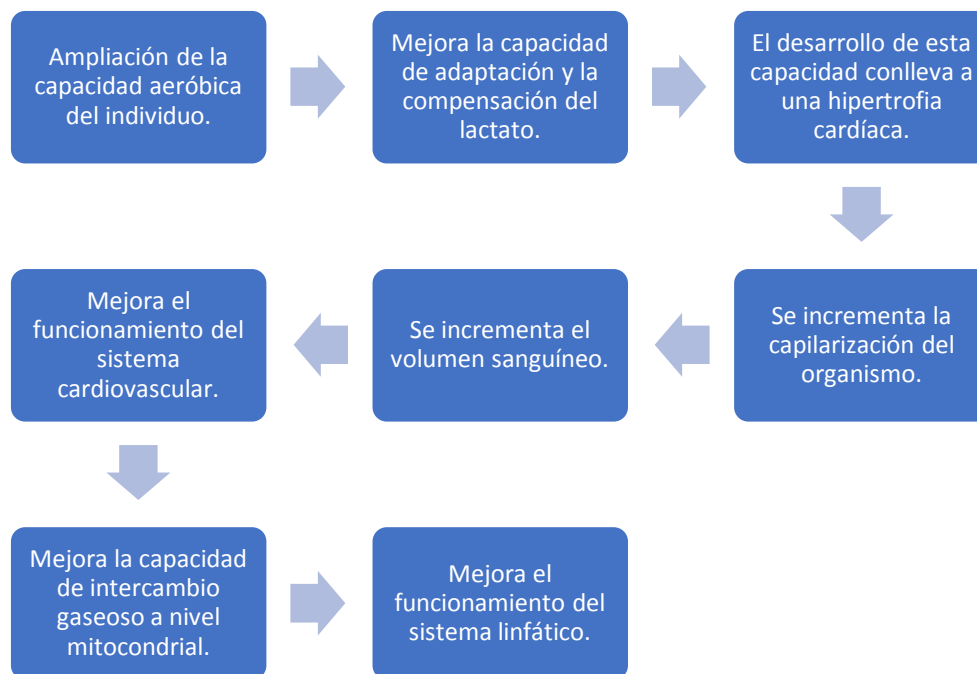 Ampliación de la
capacidad aeróbica
del individuo.
Mejora la capacidad
de adaptación y la
compensación del
lactato.
El desarrollo de esta
capacidad conlleva a
una hipertrofia
cardíaca.
Se incrementa la
capilarización del
organismo.
Se incrementa el
volumen sanguíneo.
Mejora el
funcionamiento del
sistema
cardiovascular.
Mejora la capacidad
de intercambio
gaseoso a nivel
mitocondrial.
Mejora el
funcionamiento del
sistema linfático.